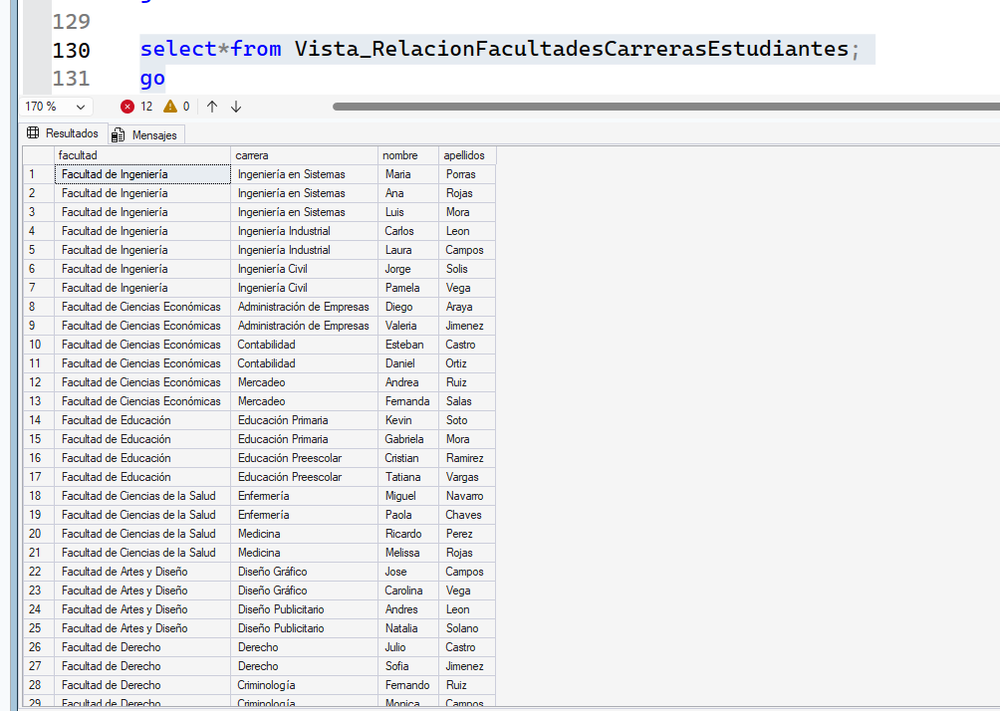 129
130 select*from Vista_RelacionFacultadesCarrerasEstudiantes;
131 go
170 % 12 0
Resultados Mensajes
facultad carrera nombre apellidos
1 Facultad de Ingeniería Ingeniería en Sistemas Maria Porras
2 Facultad de Ingeniería Ingeniería en Sistemas Ana Rojas
3 Facultad de Ingeniería Ingeniería en Sistemas Luis Mora
4 Facultad de Ingeniería Ingeniería Industrial Carlos Leon
5 Facultad de Ingeniería Ingeniería Industrial Laura Campos
6 Facultad de Ingeniería Ingeniería Civil Jorge Solis
7 Facultad de Ingeniería Ingeniería Civil Pamela Vega
8 Facultad de Ciencias Económicas Administración de Empresas Diego Araya
9 Facultad de Ciencias Económicas Administración de Empresas Valeria Jimenez
10 Facultad de Ciencias Económicas Contabilidad Esteban Castro
11 Facultad de Ciencias Económicas Contabilidad Daniel Ortiz
12 Facultad de Ciencias Económicas Mercadeo Andrea Ruiz
13 Facultad de Ciencias Económicas Mercadeo Fernanda Salas
14 Facultad de Educación Educación Primaria Kevin Soto
15 Facultad de Educación Educación Primaria Gabriela Mora
16 Facultad de Educación Educación Preescolar Cristian Ramirez
17 Facultad de Educación Educación Preescolar Tatiana Vargas
18 Facultad de Ciencias de la Salud Enfermería Miguel Navarro
19 Facultad de Ciencias de la Salud Enfermería Paola Chaves
20 Facultad de Ciencias de la Salud Medicina Ricardo Perez
21 Facultad de Ciencias de la Salud Medicina Melissa Rojas
22 Facultad de Artes y Diseño Diseño Gráfico Jose Campos
23 Facultad de Artes y Diseño Diseño Gráfico Carolina Vega
24 Facultad de Artes y Diseño Diseño Publicitario Andres Leon
25 Facultad de Artes y Diseño Diseño Publicitario Natalia Solano
26 Facultad de Derecho Derecho Julio Castro
27 Facultad de Derecho Derecho Sofia Jimenez
28 Facultad de Derecho Criminología Fernando Ruiz
29 Facultad de Derecho Criminología Monica Campos